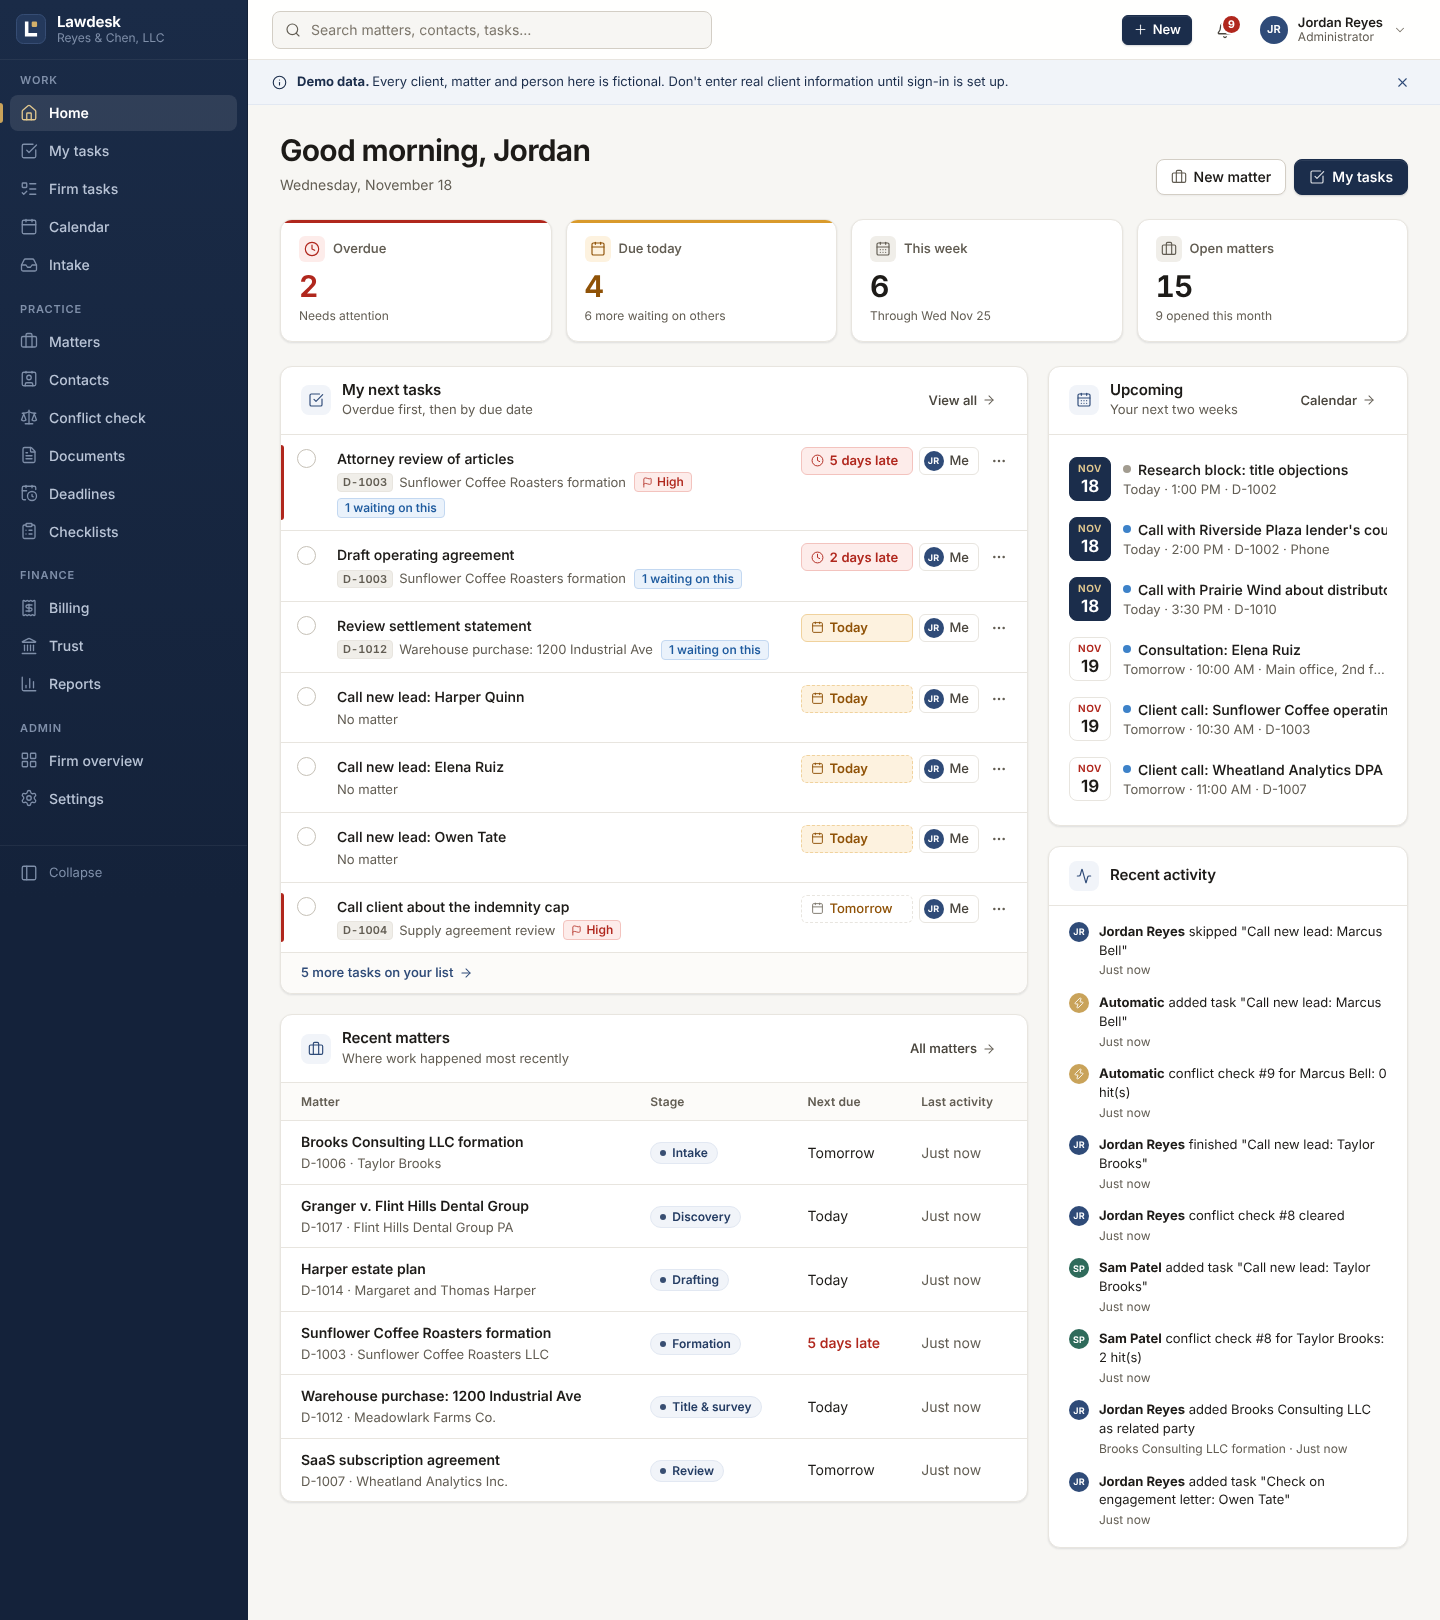 Lawdesk
Reyes & Chen, LLC
WORK
Home
My tasks
Firm tasks
Calendar
Intake
PRACTICE
Matters
Contacts
Conflict check
Documents
Deadlines
Checklists
FINANCE
Billing
Trust
Reports
ADMIN
Firm overview
Settings
Collapse
Search matters, contacts, tasks...
New
9
JR
Jordan Reyes
Administrator
Demo data. Every client, matter and person here is fictional. Don't enter real client information until sign-in is set up.
Good morning, Jordan
Wednesday, November 18
New matter
My tasks
Overdue
2
Needs attention
Due today
4
6 more waiting on others
This week
6
Through Wed Nov 25
Open matters
15
9 opened this month
My next tasks
Overdue first, then by due date
View all
Attorney review of articles
D-1003 Sunflower Coffee Roasters formation High
1 waiting on this
5 days late JR Me
Draft operating agreement
D-1003 Sunflower Coffee Roasters formation 1 waiting on this
2 days late JR Me
Review settlement statement
D-1012 Warehouse purchase: 1200 Industrial Ave 1 waiting on this
Today JR Me
Call new lead: Harper Quinn
No matter
Today JR Me
Call new lead: Elena Ruiz
No matter
Today JR Me
Call new lead: Owen Tate
No matter
Today JR Me
Call client about the indemnity cap
D-1004 Supply agreement review High
Tomorrow JR Me
5 more tasks on your list
Recent matters
Where work happened most recently
All matters
Matter Stage Next due Last activity
Brooks Consulting LLC formation
D-1006 · Taylor Brooks
Intake Tomorrow Just now
Granger v. Flint Hills Dental Group
D-1017 · Flint Hills Dental Group PA
Discovery Today Just now
Harper estate plan
D-1014 · Margaret and Thomas Harper
Drafting Today Just now
Sunflower Coffee Roasters formation
D-1003 · Sunflower Coffee Roasters LLC
Formation 5 days late Just now
Warehouse purchase: 1200 Industrial Ave
D-1012 · Meadowlark Farms Co.
Title & survey Today Just now
SaaS subscription agreement
D-1007 · Wheatland Analytics Inc.
Review Tomorrow Just now
Upcoming
Your next two weeks
Calendar
NOV
18
Research block: title objections
Today · 1:00 PM · D-1002
NOV
18
Call with Riverside Plaza lender's cou
Today · 2:00 PM · D-1002 · Phone
NOV
18
Call with Prairie Wind about distributo
Today · 3:30 PM · D-1010
NOV
19
Consultation: Elena Ruiz
Tomorrow · 10:00 AM · Main office, 2nd f...
NOV
19
Client call: Sunflower Coffee operatin
Tomorrow · 10:30 AM · D-1003
NOV
19
Client call: Wheatland Analytics DPA
Tomorrow · 11:00 AM · D-1007
Recent activity
JR Jordan Reyes skipped "Call new lead: Marcus
Bell"
Just now
Automatic added task "Call new lead: Marcus
Bell"
Just now
Automatic conflict check #9 for Marcus Bell: 0
hit(s)
Just now
JR Jordan Reyes finished "Call new lead: Taylor
Brooks"
Just now
JR Jordan Reyes conflict check #8 cleared
Just now
SP Sam Patel added task "Call new lead: Taylor
Brooks"
Just now
SP Sam Patel conflict check #8 for Taylor Brooks:
2 hit(s)
Just now
JR Jordan Reyes added Brooks Consulting LLC
as related party
Brooks Consulting LLC formation · Just now
JR Jordan Reyes added task "Check on
engagement letter: Owen Tate"
Just now